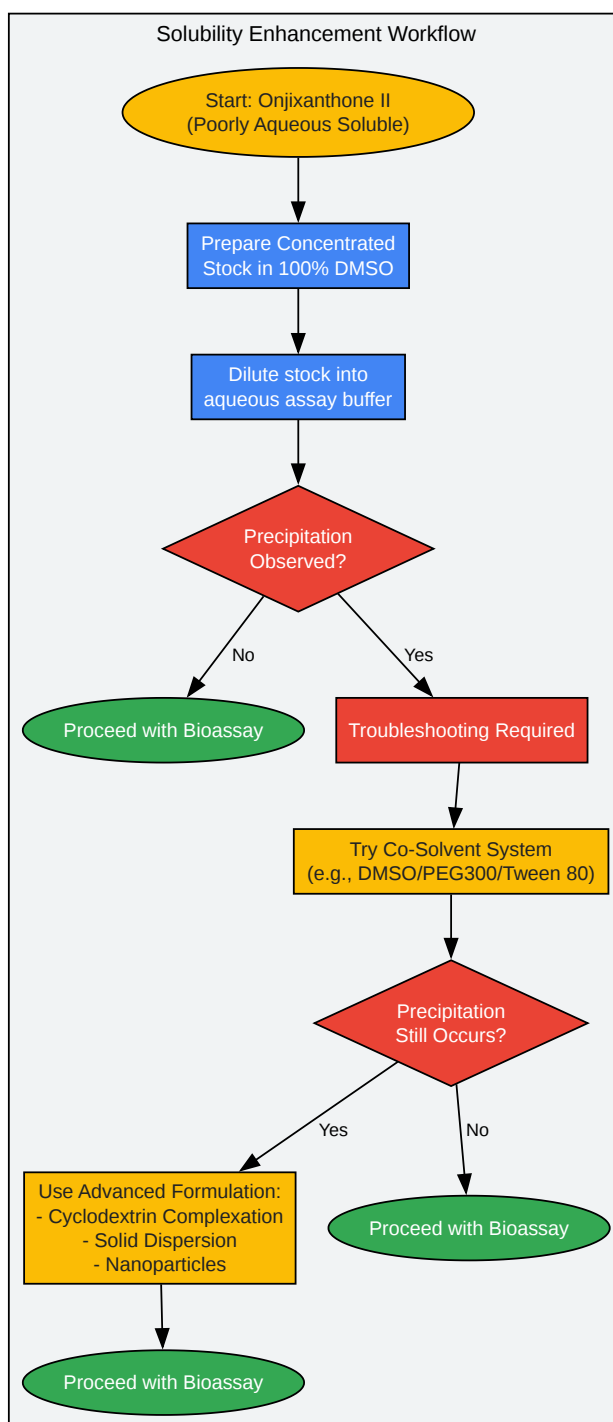 Solubility Enhancement Workflow
Start: Onjixanthone II
(Poorly Aqueous Soluble)
Prepare Concentrated
Stock in 100% DMSO
Dilute stock into
aqueous assay buffer
Precipitation
Observed?
No
Yes
Proceed with Bioassay
Troubleshooting Required
Try Co-Solvent System
(e.g., DMSO/PEG300/Tween 80)
Precipitation
Still Occurs?
Yes
No
Use Advanced Formulation:
- Cyclodextrin Complexation
- Solid Dispersion
- Nanoparticles
Proceed with Bioassay
Proceed with Bioassay